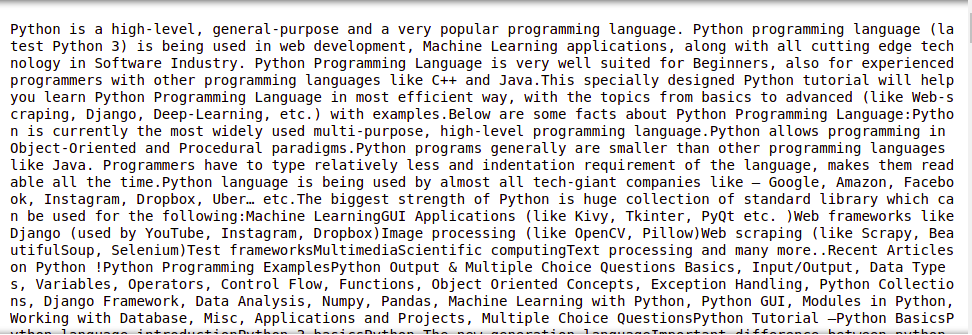 Python is a high-level, general-purpose and a very popular programming language. Python programming language (la
test Python 3) is being used in web development, Machine Learning applications, along with all cutting edge tech
nology in Software Industry. Python Programming Language is very well suited for Beginners, also for experienced
programmers with other programming languages like C++ and Java.This specially designed Python tutorial will help
you learn Python Programming Language in most efficient way, with the topics from basics to advanced (like Web-s
craping, Django, Deep-Learning, etc.) with examples.Below are some facts about Python Programming Language:Pytho
n is currently the most widely used multi-purpose, high-level programming language.Python allows programming in
Object-Oriented and Procedural paradigms.Python programs generally are smaller than other programming languages
like Java. Programmers have to type relatively less and indentation requirement of the language, makes them read
able all the time.Python language is being used by almost all tech-giant companies like – Google, Amazon, Facebo
ok, Instagram, Dropbox, Uber… etc.The biggest strength of Python is huge collection of standard library which ca
n be used for the following:Machine LearningGUI Applications (like Kivy, Tkinter, PyQt etc. )Web frameworks like
Django (used by YouTube, Instagram, Dropbox)Image processing (like OpenCV, Pillow)Web scraping (like Scrapy, Bea
utifulSoup, Selenium)Test frameworksMultimediaScientific computingText processing and many more..Recent Articles
on Python !Python Programming ExamplesPython Output & Multiple Choice Questions Basics, Input/Output, Data Type
s, Variables, Operators, Control Flow, Functions, Object Oriented Concepts, Exception Handling, Python Collectio
ns, Django Framework, Data Analysis, Numpy, Pandas, Machine Learning with Python, Python GUI, Modules in Python,
Working with Database, Misc, Applications and Projects, Multiple Choice QuestionsPython Tutorial –Python BasicsP
ython language introductionPython 3 basicsPython The new generation languageImportant difference between python